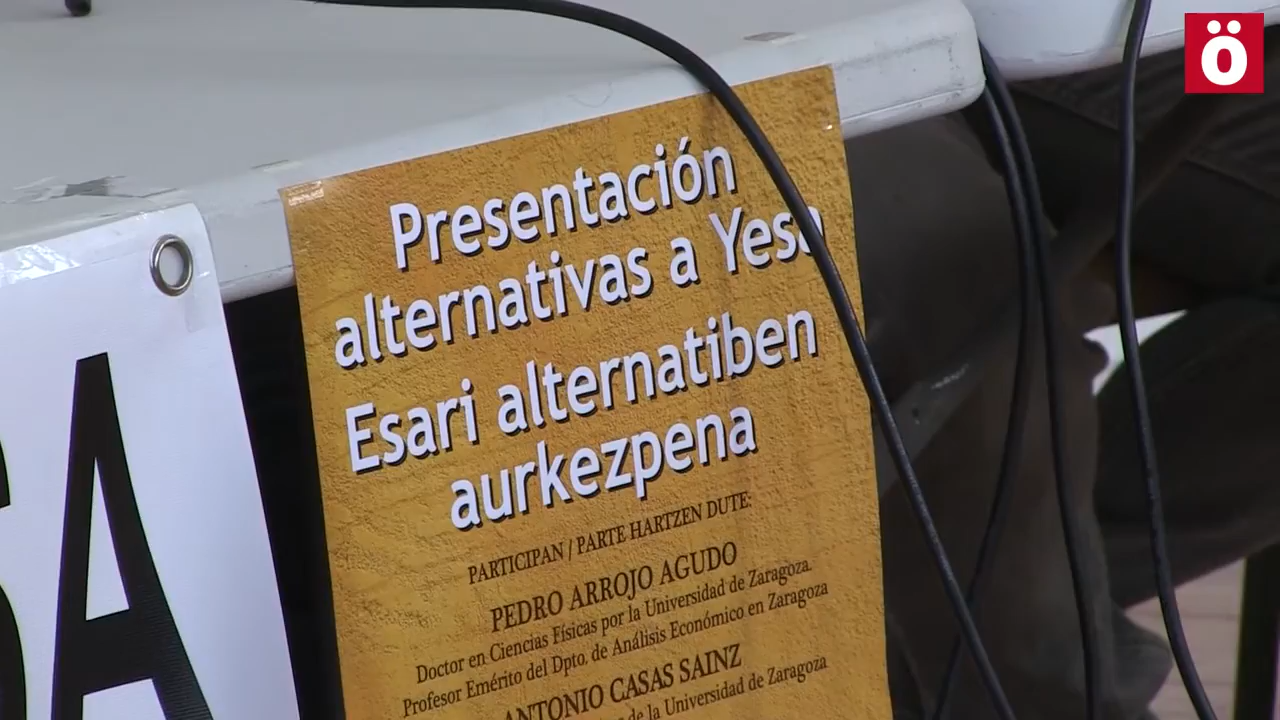 ö
Presentación
alternativas a Yesa
Esari alternatiben
aurkezpena
PARTICIPAN / PARTE HARTZEN DUTE:
PEDRO ARROJO AGUDO
Doctor en Ciencias Físicas por la Universidad de Zaragoza.
Profesor Emérito del Dpto. de Análisis Económico en Zaragoza
ANTONIO CASAS SAINZ
de la Universidad de Zaragoza
A